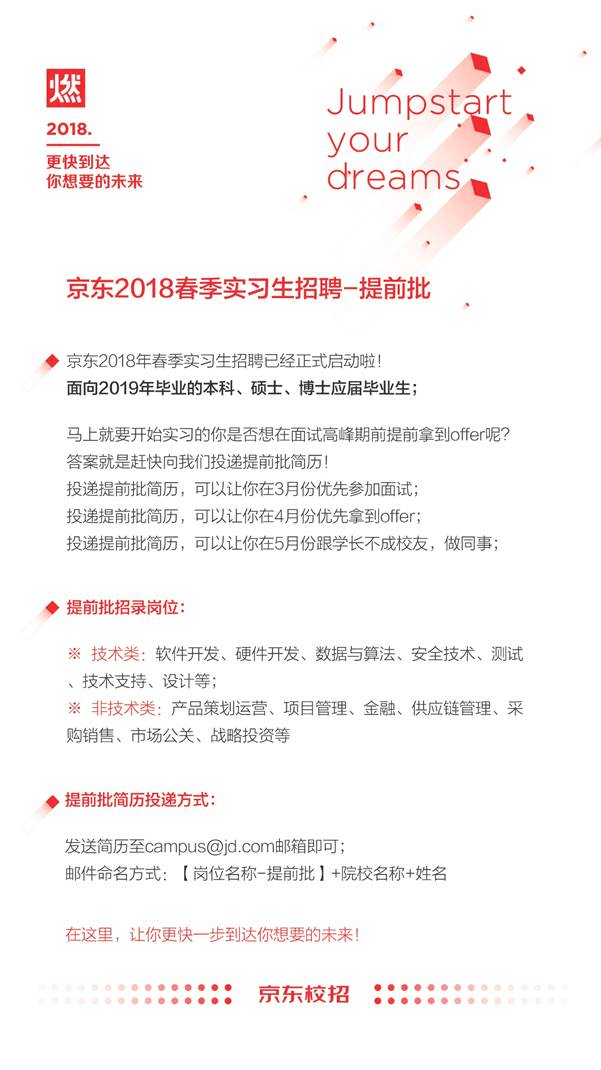 燃
2018.
更快到达
你想要的未来
Jumpstart
your
dreams
京东2018春季实习生招聘-提前批
京东2018年春季实习生招聘已经正式启动啦！
面向2019年毕业的本科、硕士、博士应届毕业生；
马上就要开始实习的你是否想在面试高峰期前提前拿到offer呢？
答案就是赶快向我们投递提前批简历！
投递提前批简历，可以让你在3月份优先参加面试；
投递提前批简历，可以让你在4月份优先拿到offer；
投递提前批简历，可以让你在5月份跟学长不成校友，做同事；
提前批招录岗位：
※ 技术类：软件开发、硬件开发、数据与算法、安全技术、测试
、技术支持、设计等；
※ 非技术类：产品策划运营、项目管理、金融、供应链管理、采
购销售、市场公关、战略投资等
提前批简历投递方式：
发送简历至campus@jd.com邮箱即可；
邮件命名方式：【岗位名称-提前批】+院校名称+姓名
在这里，让你更快一步到达你想要的未来！
京东校招